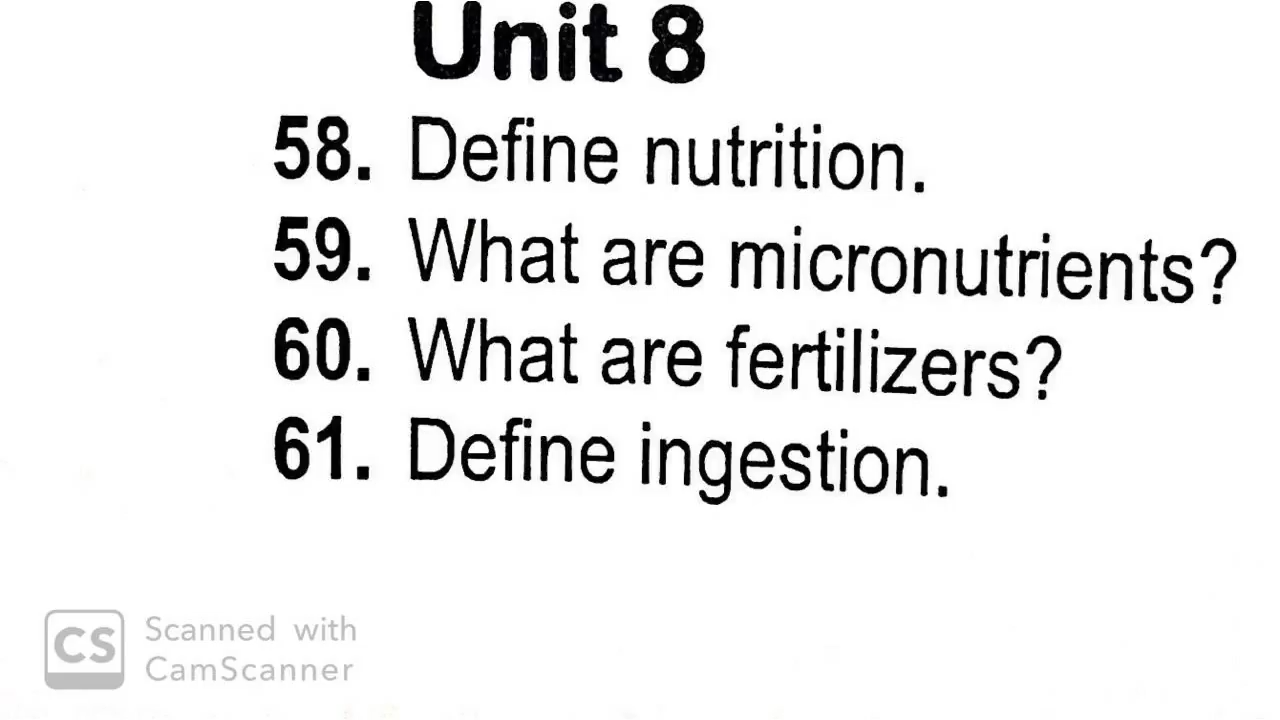 Unit 8
58. Define nutrition.
59. What are micronutrients?
60. What are fertilizers?
61. Define ingestion.
CS Scanned with
CamScanner